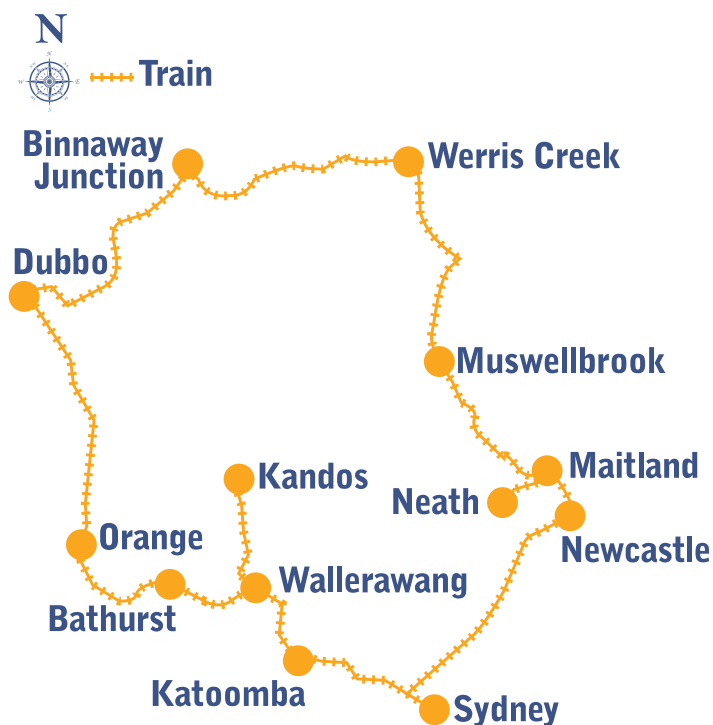 N
Train
Binnaway
Junction
Werris Creek
Dubbo
Muswellbrook
Maitland
Kandos
Neath
Orange
Newcastle
Wallerawang
Bathurst
Katoomba
Sydney